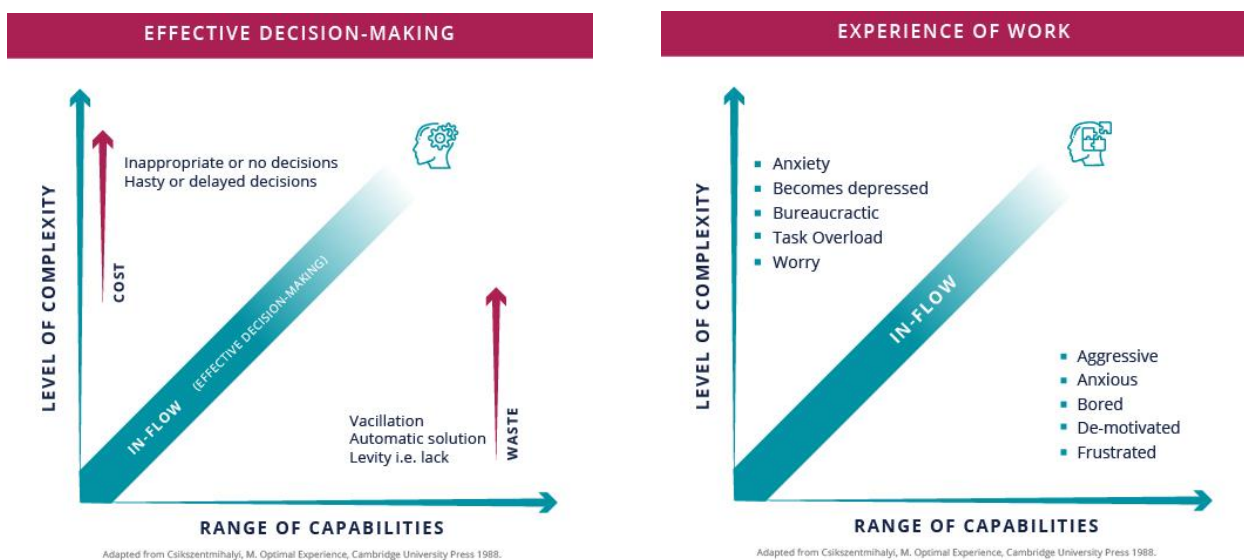 EFFECTIVE DECISION-MAKING
LEVEL OF COMPLEXITY
COST
Inappropriate or no decisions
Hasty or delayed decisions
IN-FLOW (EFFECTIVE DECISION-MAKING)
Vacillation
Automatic solution
Levity i.e. lack
WASTE
RANGE OF CAPABILITIES
Adapted from Csikszentmihalyi, M. Optimal Experience, Cambridge University Press 1988.
EXPERIENCE OF WORK
LEVEL OF COMPLEXITY
Anxiety
Becomes depressed
Bureaucractic
Task Overload
Worry
IN-FLOW
Aggressive
Anxious
Bored
De-motivated
Frustrated
RANGE OF CAPABILITIES
Adapted from Csikszentmihalyi, M. Optimal Experience, Cambridge University Press 1988.